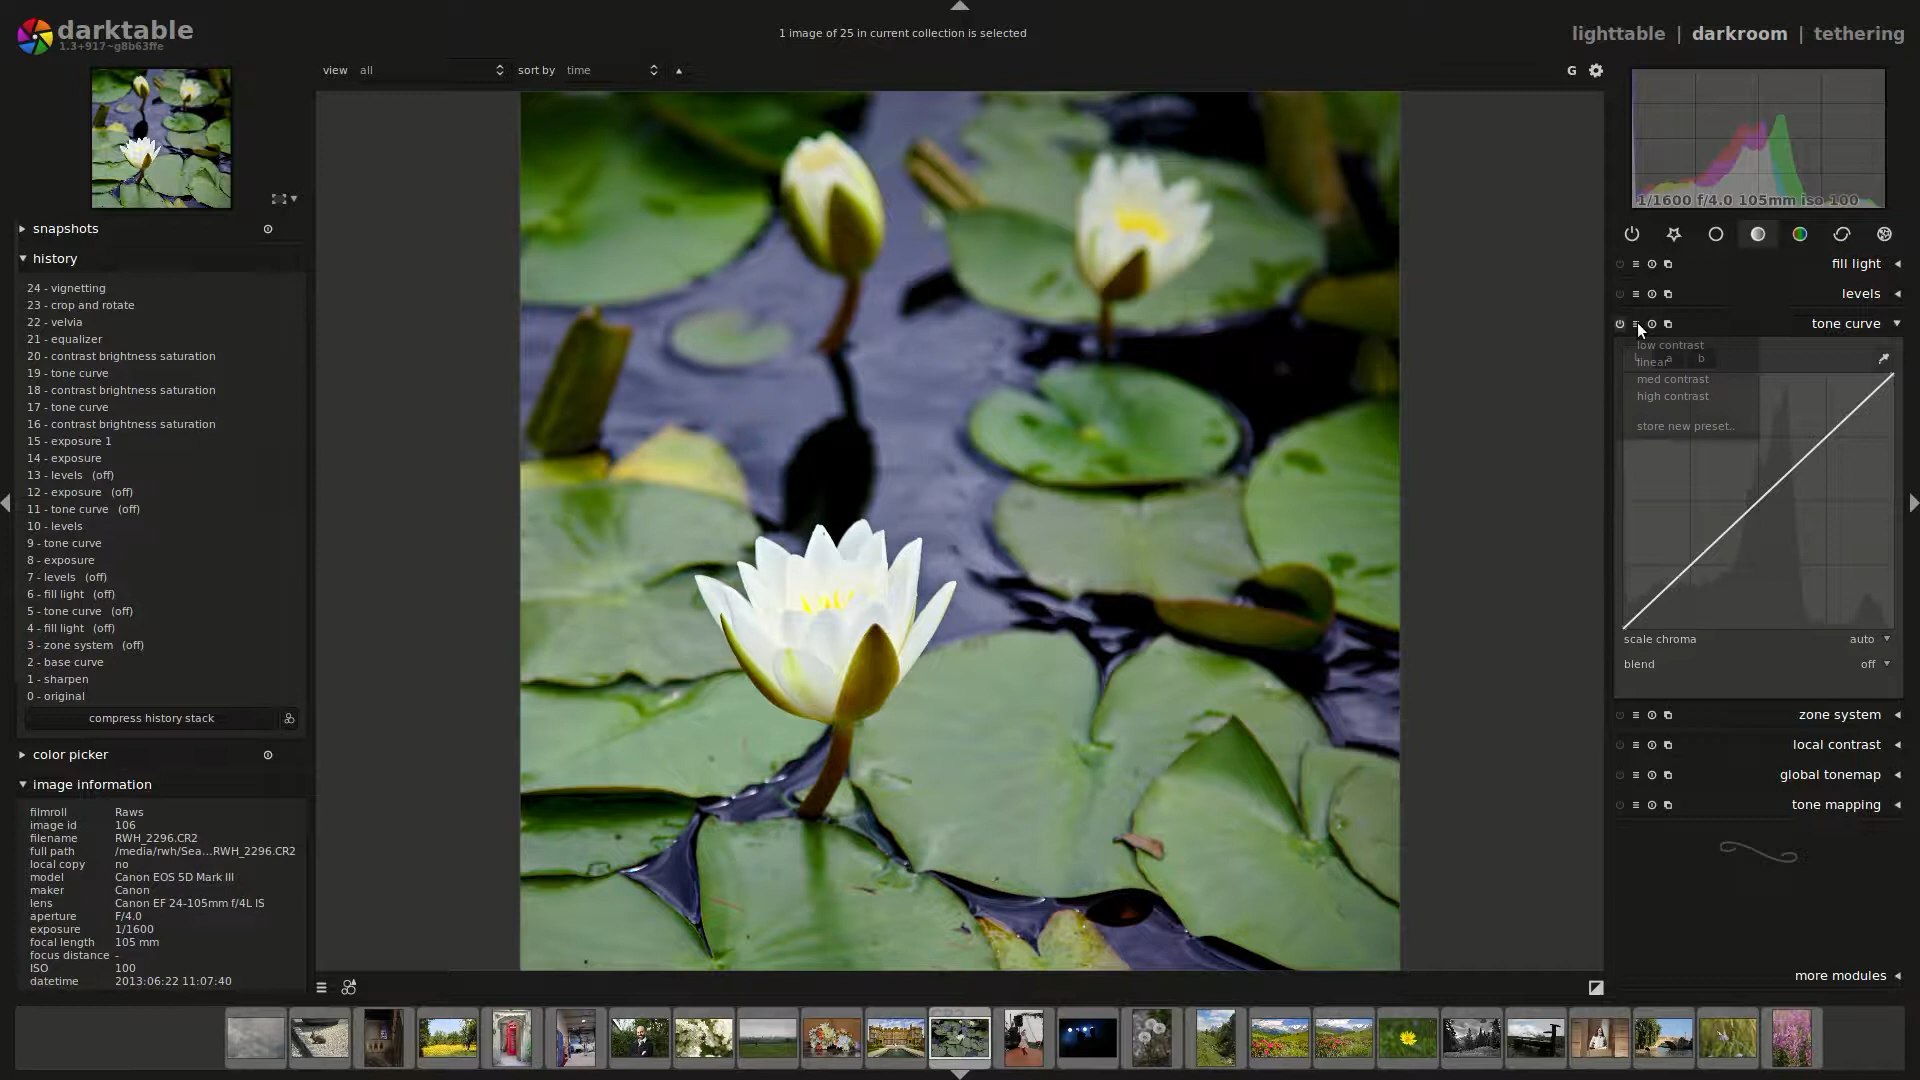 darktable
1.3+917~g8b63ffe
1 image of 25 in current collection is selected
lighttable | darkroom | tethering
view all sort by time
G
1/1600 f/4.0 105mm iso 100
snapshots
history
24 - vignetting
23 - crop and rotate
22 - velvia
21 - equalizer
20 - contrast brightness saturation
19 - tone curve
18 - contrast brightness saturation
17 - tone curve
16 - contrast brightness saturation
15 - exposure 1
14 - exposure
13 - levels (off)
12 - exposure (off)
11 - tone curve (off)
10 - levels
9 - tone curve
8 - exposure
7 - levels (off)
6 - fill light (off)
5 - tone curve (off)
4 - fill light (off)
3 - zone system (off)
2 - base curve
1 - sharpen
0 - original
compress history stack
color picker
image information
filmroll Raws
image id 106
filename RWH_2296.CR2
full path /media/rwh/Sea...RWH_2296.CR2
local copy no
model Canon EOS 5D Mark III
maker Canon
lens Canon EF 24-105mm f/4L IS
aperture F/4.0
exposure 1/1600
focal length 105 mm
focus distance -
ISO 100
datetime 2013:06:22 11:07:40
fill light
levels
tone curve
low contrast
L a b
linear
med contrast
high contrast
store new preset..
scale chroma auto
blend off
zone system
local contrast
global tonemap
tone mapping
more modules